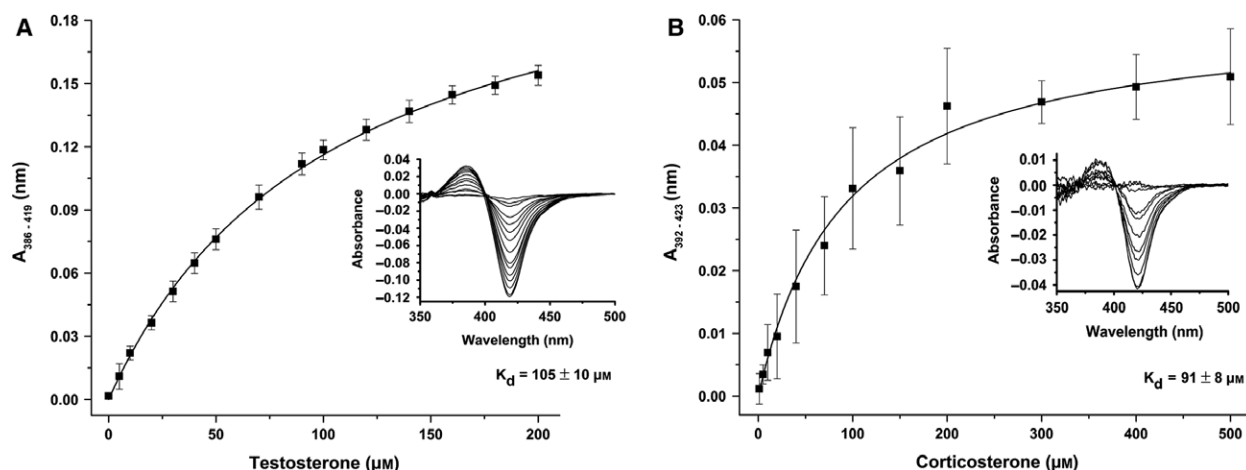 A
0.18
0.15
0.12
0.09
0.06
0.03
0.00
A386 - 419 (nm)
0 50 100 150 200
Testosterone (µM)
0.04
0.02
0.00
−0.02
−0.04
−0.06
−0.08
−0.10
−0.12
Absorbance
350 400 450 500
Wavelength (nm)
Kd = 105 ± 10 µM
B
0.06
0.05
0.04
0.03
0.02
0.01
0.00
A392 - 423 (nm)
0 100 200 300 400 500
Corticosterone (µM)
0.01
0.00
−0.01
−0.02
−0.03
−0.04
Absorbance
350 400 450 500
Wavelength (nm)
Kd = 91 ± 8 µM